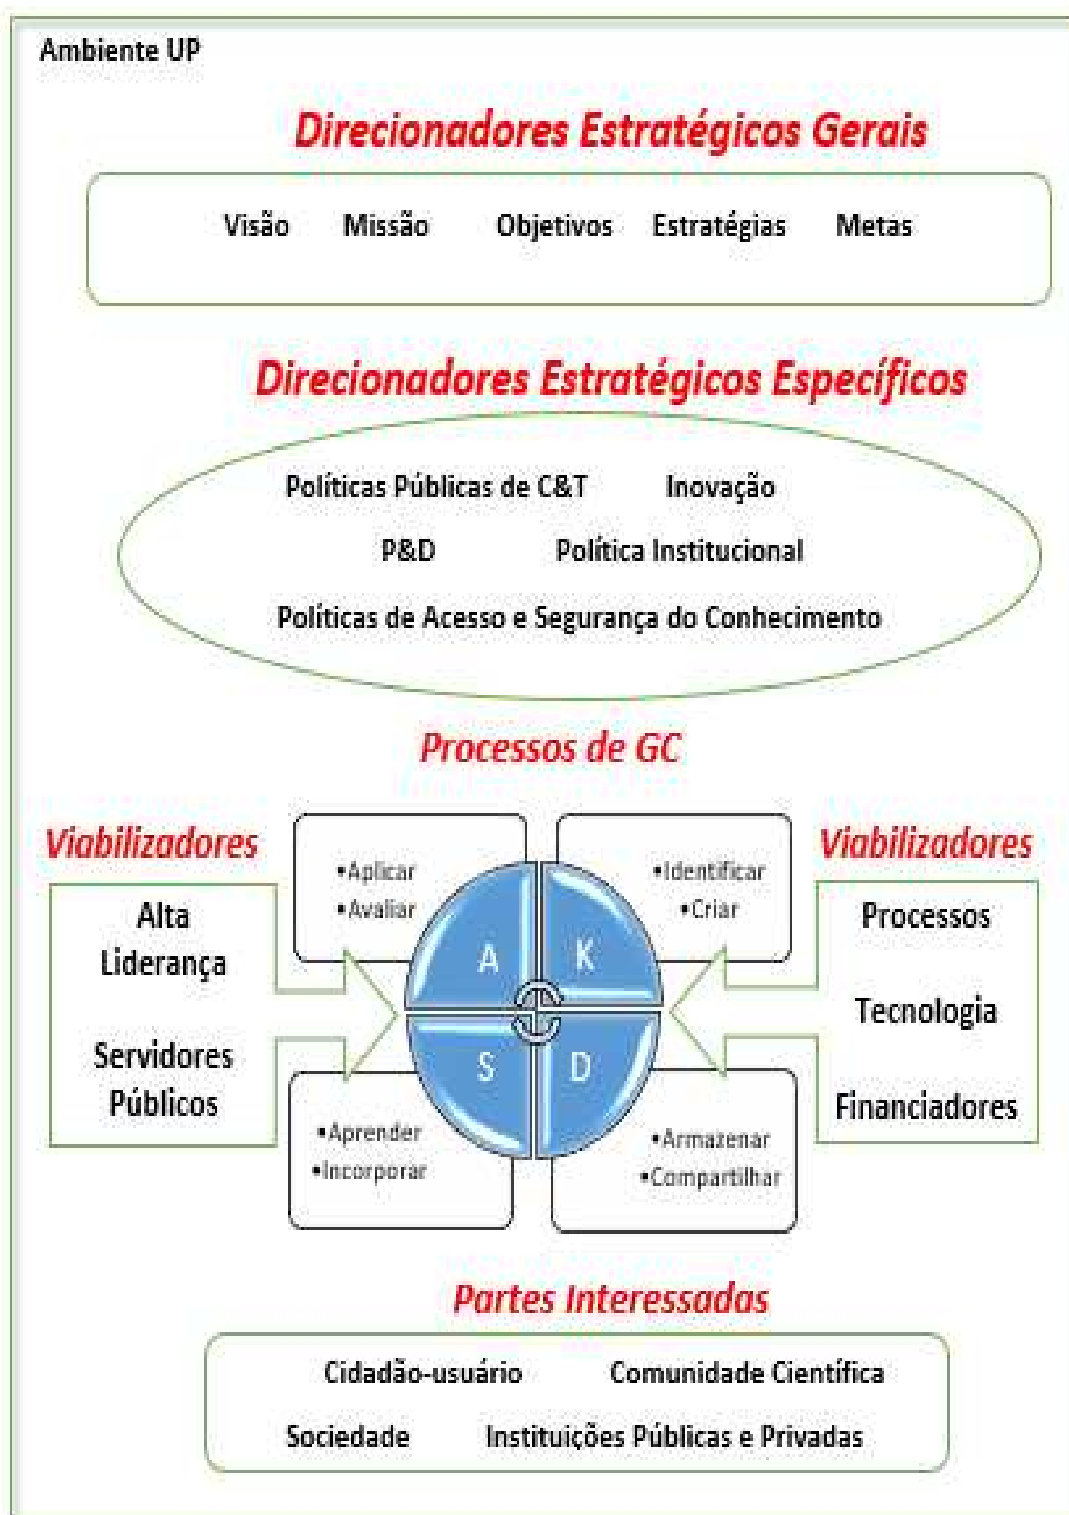 Ambiente UP
Direcionadores Estratégicos Gerais
Visão Missão Objetivos Estratégias Metas
Direcionadores Estratégicos Específicos
Políticas Públicas de C&T Inovação
P&D Política Institucional
Políticas de Acesso e Segurança do Conhecimento
Processos de GC
Viabilizadores
Alta
Liderança
Servidores
Públicos
•Aplicar
•Avaliar
•Identificar
•Criar
A K
S D
•Aprender
•Incorporar
•Armazenar
•Compartilhar
Viabilizadores
Processos
Tecnologia
Financiadores
Partes Interessadas
Cidadão-usuário Comunidade Científica
Sociedade Instituições Públicas e Privadas